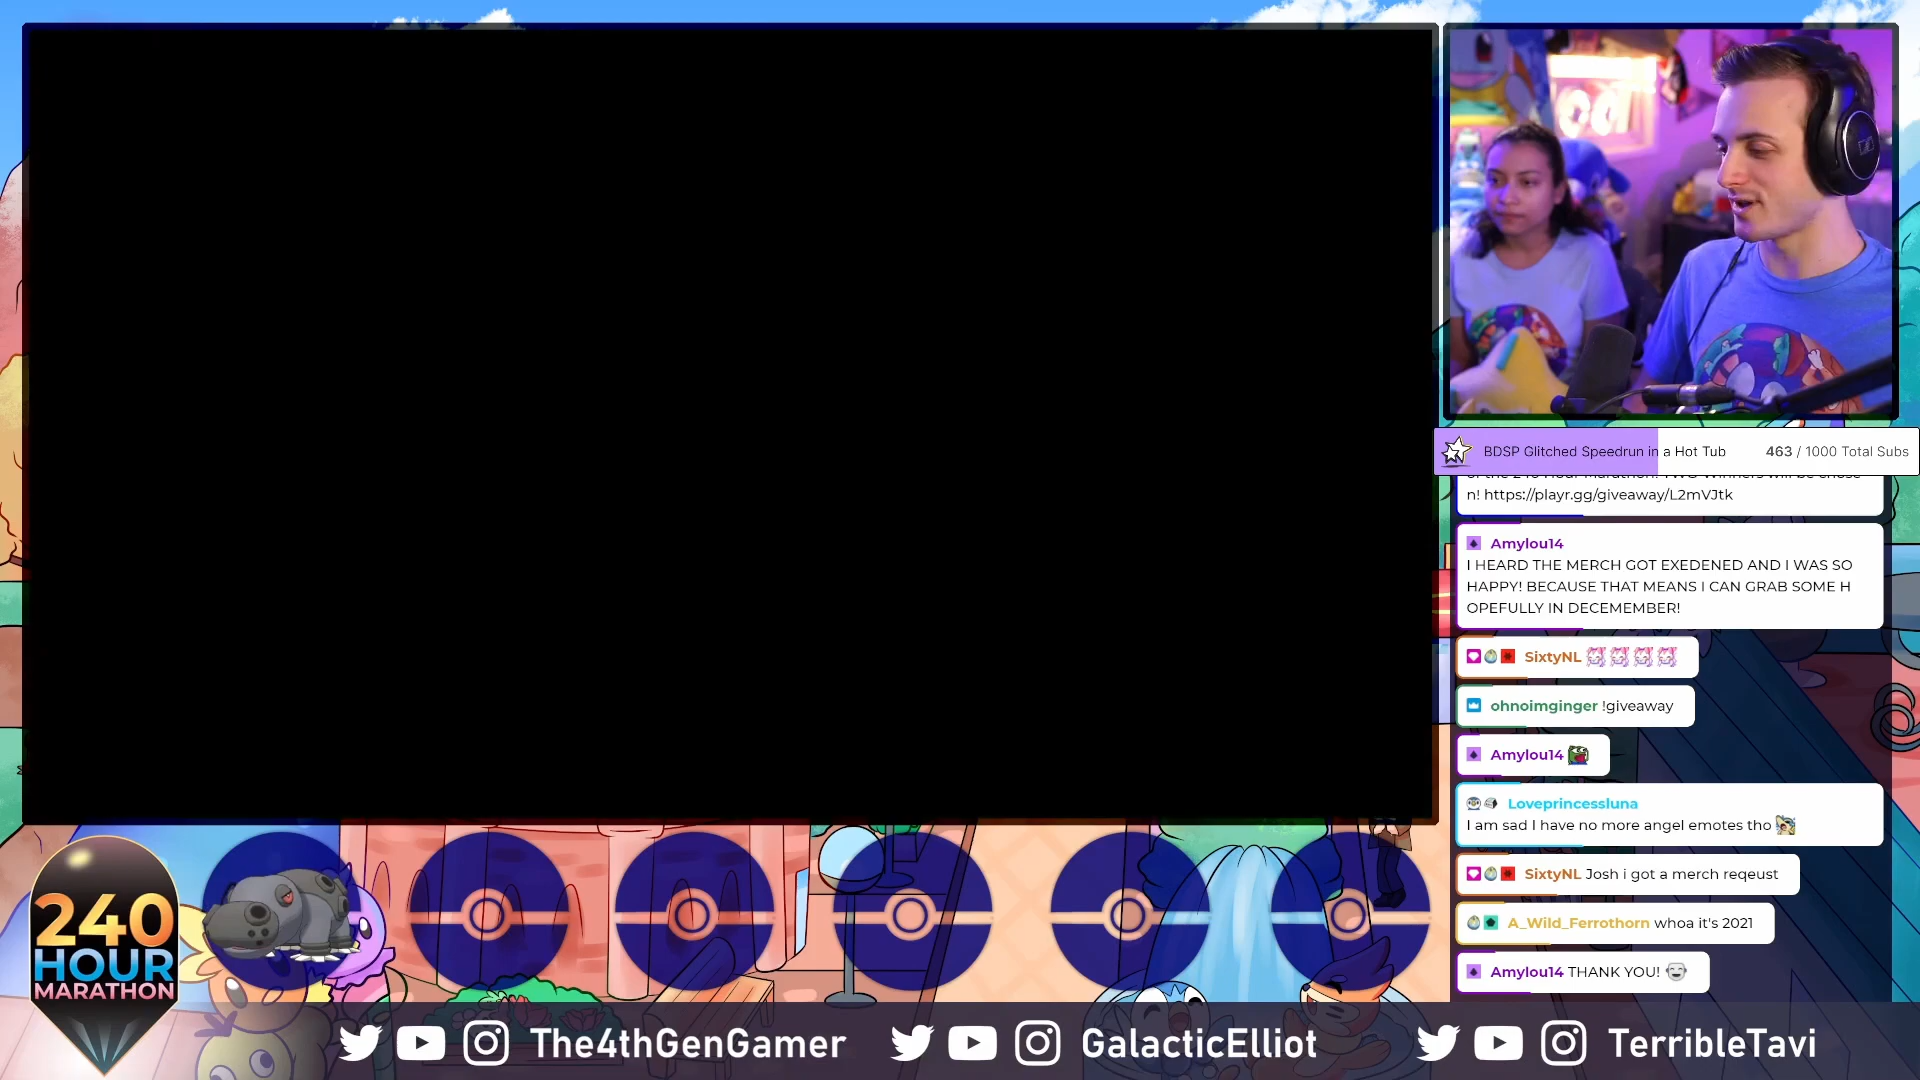 BDSP Glitched Speedrun in a Hot Tub 463 / 1000 Total Subs
n! https://playr.gg/giveaway/L2mVJtk
Amylou14
I HEARD THE MERCH GOT EXEDENED AND I WAS SO
HAPPY! BECAUSE THAT MEANS I CAN GRAB SOME H
OPEFULLY IN DECEMEMBER!
SixtyNL
ohnoimginger !giveaway
Amylou14
Loveprincessluna
I am sad I have no more angel emotes tho
SixtyNL Josh i got a merch reqeust
A_Wild_Ferrothorn whoa it's 2021
Amylou14 THANK YOU!
240
HOUR
MARATHON
The4thGenGamer GalacticElliot TerribleTavi